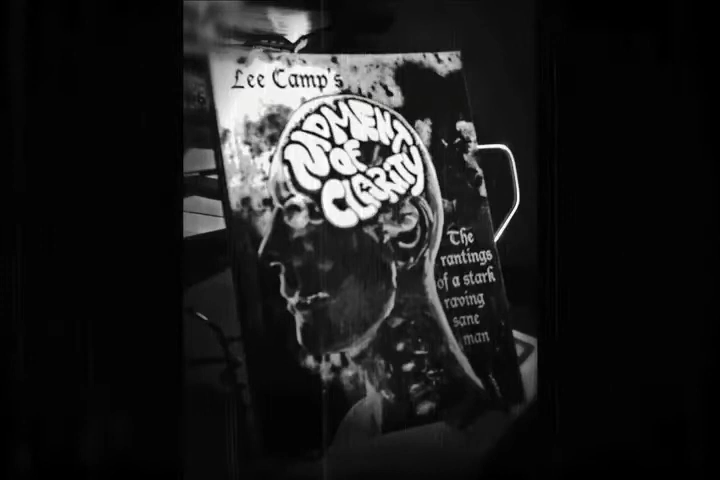 Lee Camp's
MOMENT
OF
CLARITY
The
rantings
of a stark
raving
sane
man